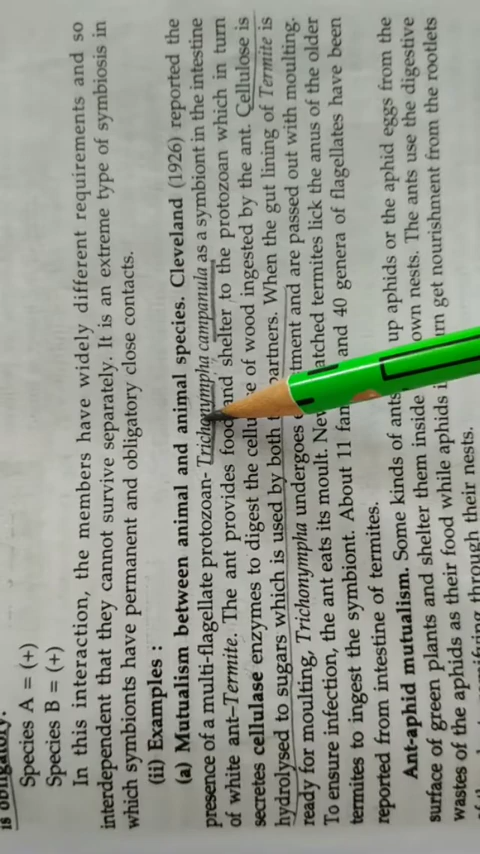 is obligatory.
Species A = (+)
Species B = (+)
In this interaction, the members have widely different requirements and so
interdependent that they cannot survive separately. It is an extreme type of symbiosis in
which symbionts have permanent and obligatory close contacts.
(ii) Examples :
(a) Mutualism between animal and animal species. Cleveland (1926) reported the
presence of a multi-flagellate protozoan-Trichonympha campanula as a symbiont in the intestine
of white ant-Termite. The ant provides food and shelter to the protozoan which in turn
secretes cellulase enzymes to digest the of wood ingested by the ant. Cellulose is
hydrolysed to sugars which is used by both partners. When the gut lining of Termite is
ready for moulting, Trichonympha undergoes and are passed out with moulting.
To ensure infection, the ant eats its moult. termites lick the anus of the older
termites to ingest the symbiont. About 11 and 40 genera of flagellates have been
reported from intestine of termites.
Ant-aphid mutualism. Some kinds of ants up aphids or the aphid eggs from the
surface of green plants and shelter them inside own nests. The ants use the digestive
wastes of the aphids as their food while aphids get nourishment from the rootlets
through their nests.